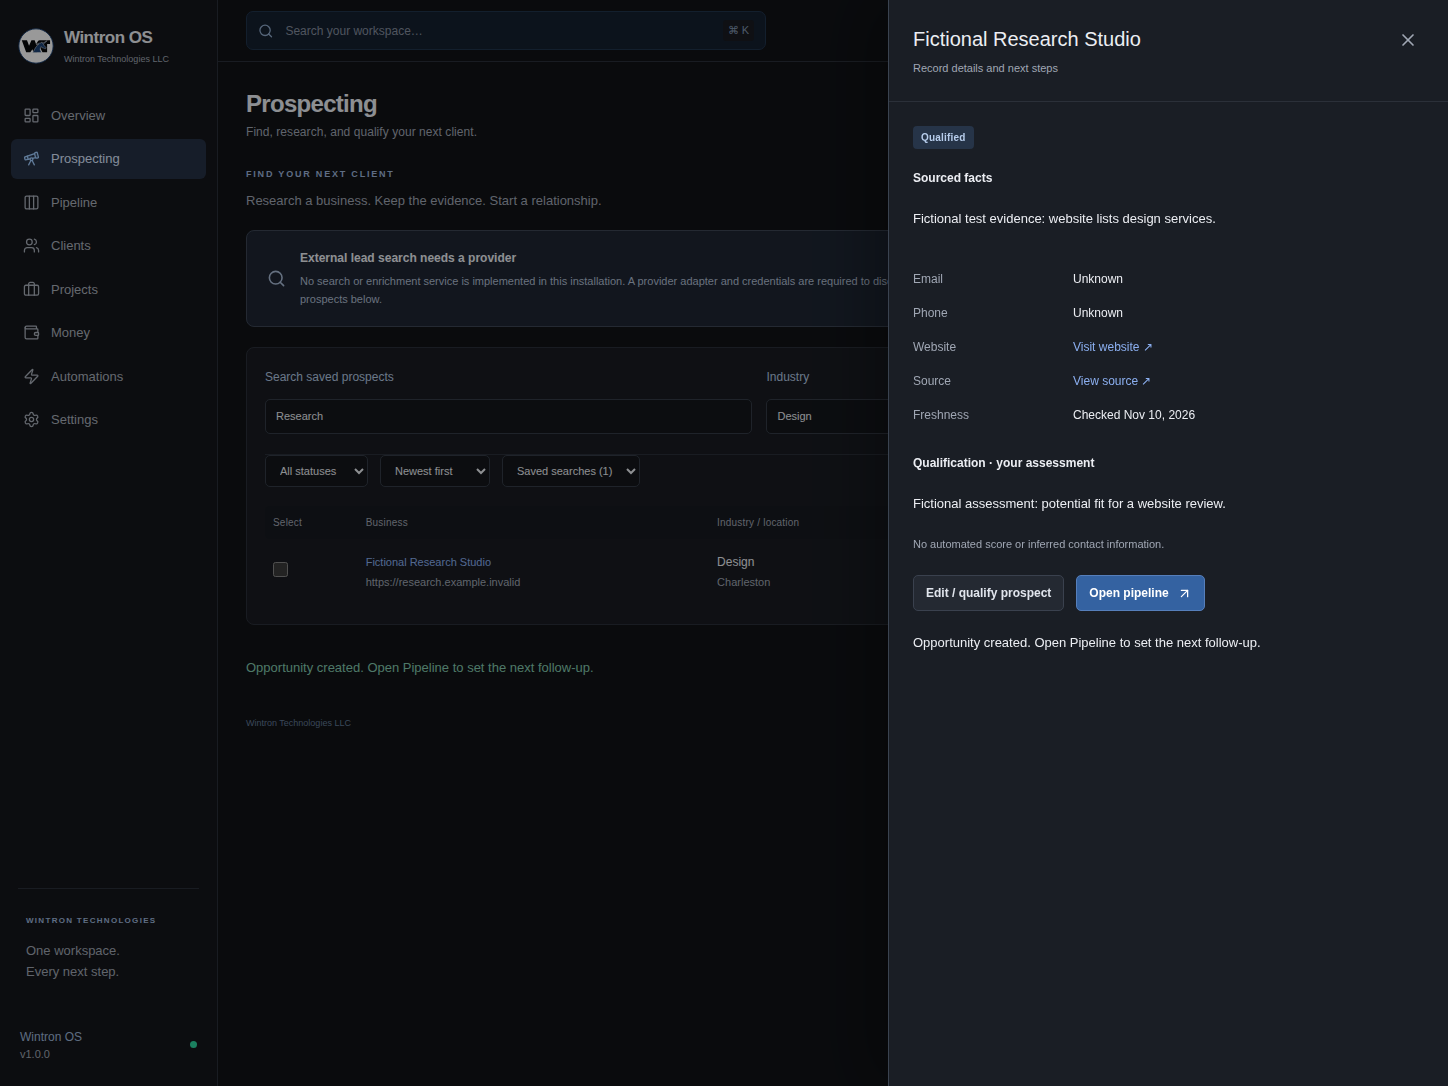 Wintron OS
Wintron Technologies LLC
Overview
Prospecting
Pipeline
Clients
Projects
Money
Automations
Settings
WINTRON TECHNOLOGIES
One workspace.
Every next step.
Wintron OS
v1.0.0
Search your workspace…
⌘ K
Prospecting
Find, research, and qualify your next client.
FIND YOUR NEXT CLIENT
Research a business. Keep the evidence. Start a relationship.
External lead search needs a provider
No search or enrichment service is implemented in this installation. A provider adapter and credentials are required to
prospects below.
Search saved prospects
Industry
Research
Design
All statuses
Newest first
Saved searches (1)
Select
Business
Industry / location
Fictional Research Studio
Design
https://research.example.invalid
Charleston
Opportunity created. Open Pipeline to set the next follow-up.
Wintron Technologies LLC
Fictional Research Studio
Record details and next steps
Qualified
Sourced facts
Fictional test evidence: website lists design services.
Email Unknown
Phone Unknown
Website Visit website ↗
Source View source ↗
Freshness Checked Nov 10, 2026
Qualification · your assessment
Fictional assessment: potential fit for a website review.
No automated score or inferred contact information.
Edit / qualify prospect
Open pipeline
Opportunity created. Open Pipeline to set the next follow-up.